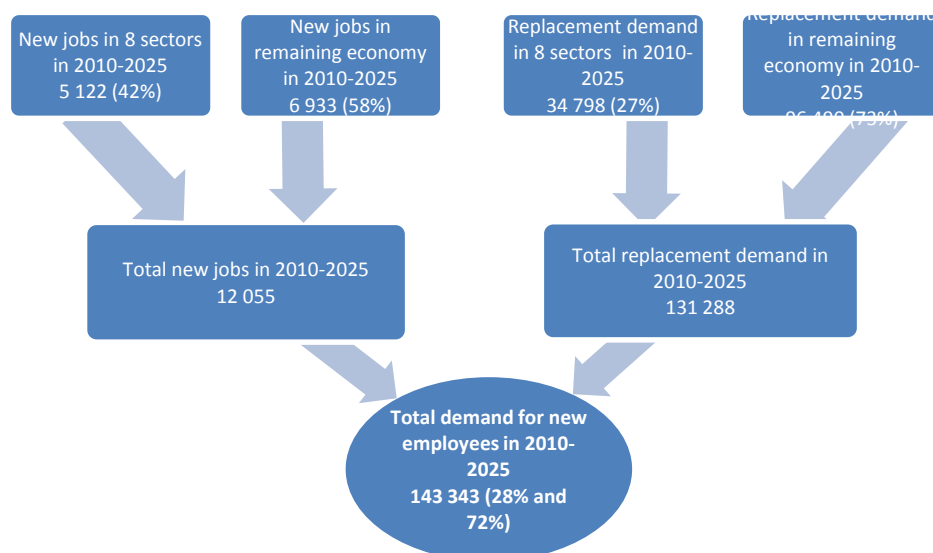 New jobs in 8 sectors
in 2010-2025
5 122 (42%)
New jobs in
remaining economy
in 2010-2025
6 933 (58%)
Replacement demand
in 8 sectors in 2010-
2025
34 798 (27%)
Replacement demand
in remaining
economy in 2010-
2025
(73%)
Total new jobs in 2010-2025
12 055
Total replacement demand in
2010-2025
131 288
Total demand for new
employees in 2010-
2025
143 343 (28% and
72%)